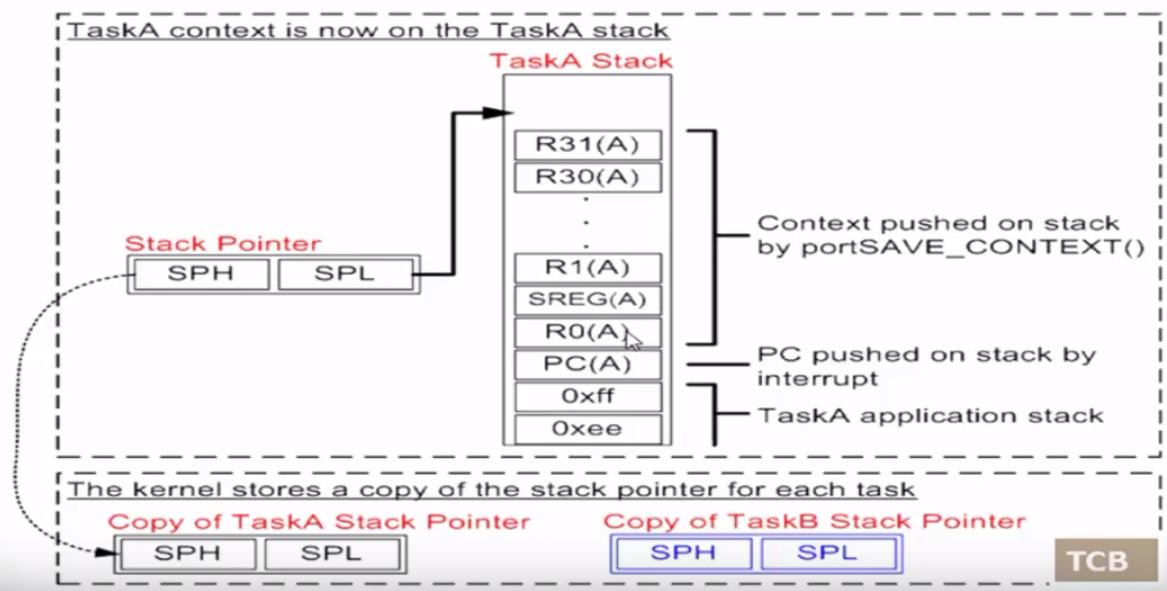 TaskA context is now on the TaskA stack
TaskA Stack
R31(A)
R30(A)
Stack Pointer
SPH SPL
R1(A)
SREG(A)
R0(A)
PC(A)
0xff
0xee
Context pushed on stack
by portSAVE_CONTEXT()
PC pushed on stack by
interrupt
TaskA application stack
The kernel stores a copy of the stack pointer for each task
Copy of TaskA Stack Pointer
SPH SPL
Copy of TaskB Stack Pointer
SPH SPL
TCB